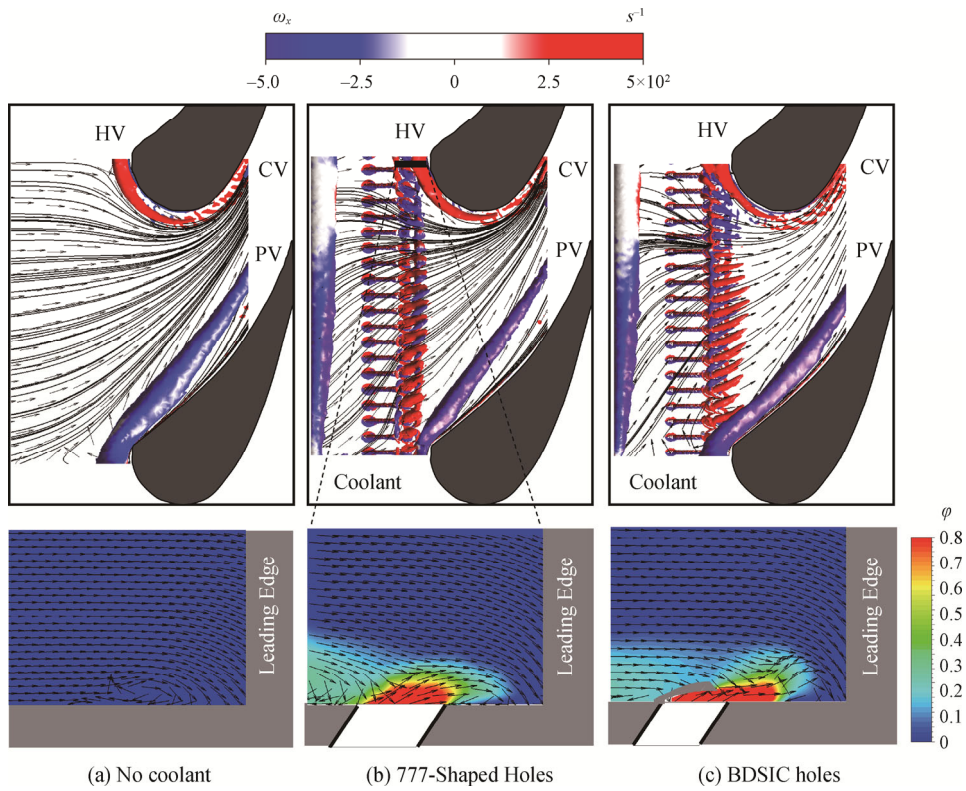 ωₓ s⁻¹
−5.0 −2.5 0 2.5 5×10²
HV HV HV
CV CV CV
PV PV PV
Coolant Coolant
φ
Leading Edge Leading Edge Leading Edge
0.8
0.7
0.6
0.5
0.4
0.3
0.2
0.1
0
(a) No coolant (b) 777-Shaped Holes (c) BDSIC holes